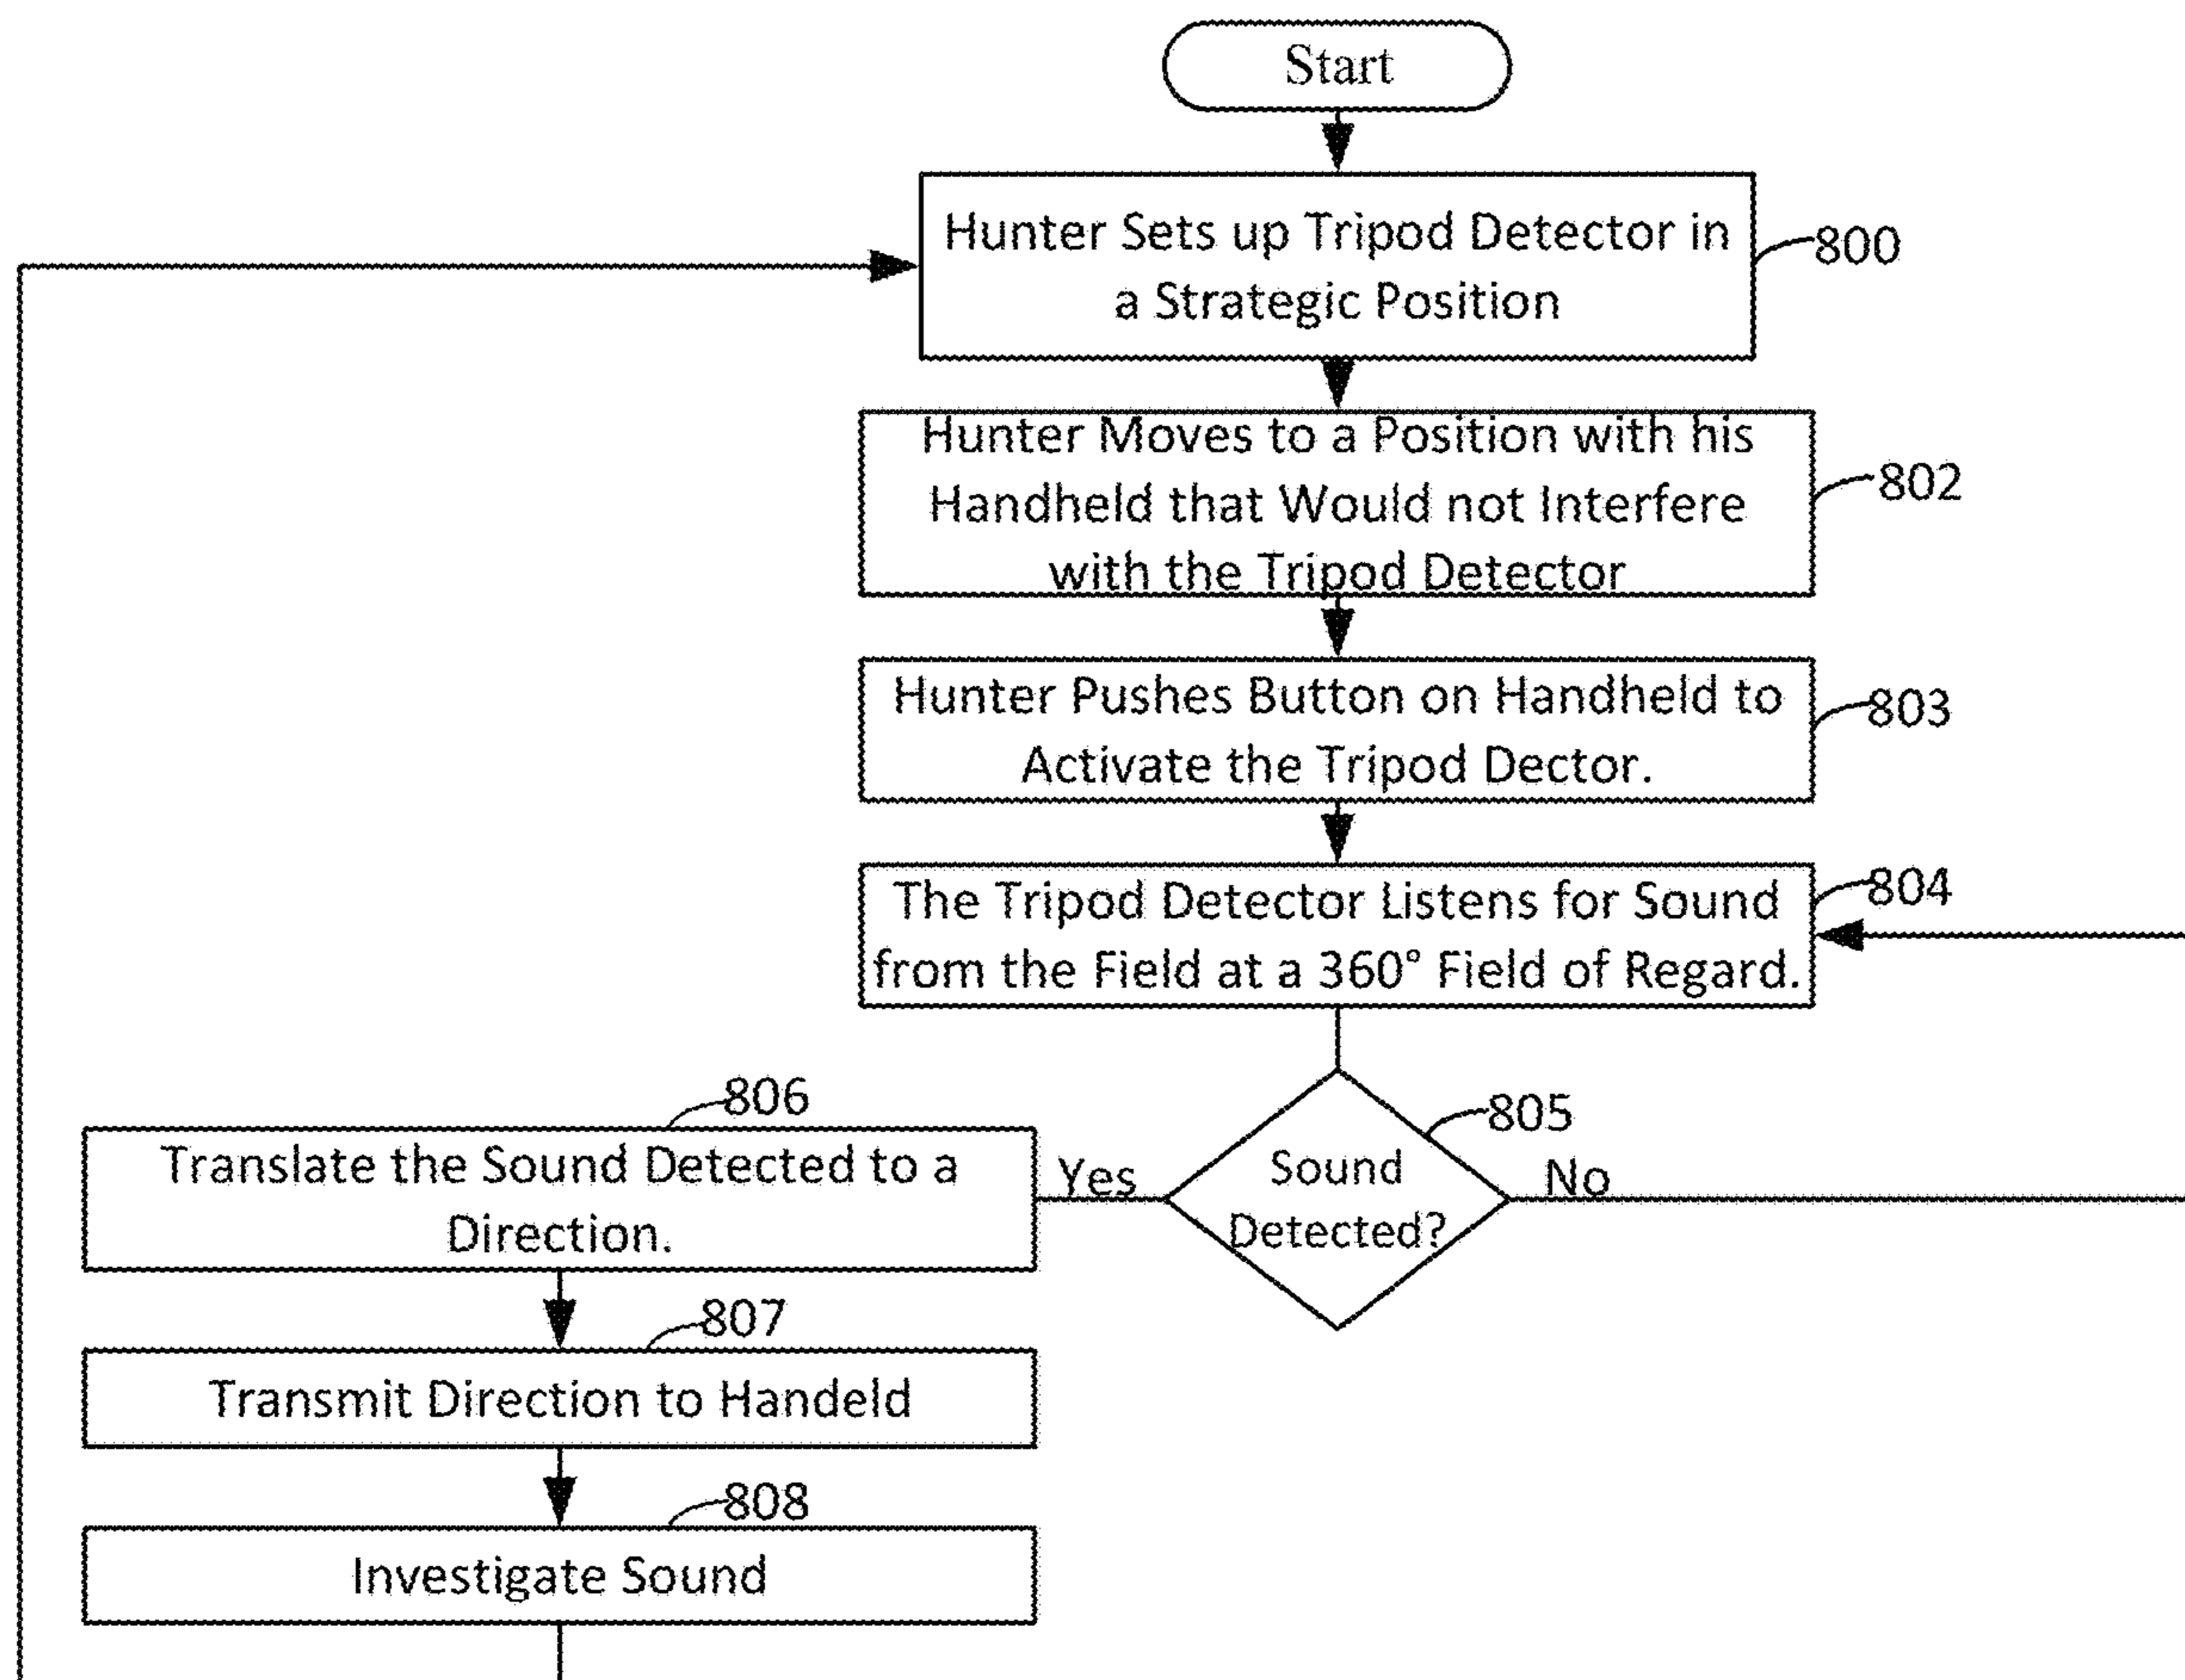 Start
Hunter Sets up Tripod Detector in
a Strategic Position
800
Hunter Moves to a Position with his
Handheld that Would not Interfere
with the Tripod Detector
802
Hunter Pushes Button on Handheld to
Activate the Tripod Dector.
803
The Tripod Detector Listens for Sound
from the Field at a 360° Field of Regard.
804
Sound
Detected?
805
Yes
No
806
Translate the Sound Detected to a
Direction.
807
Transmit Direction to Handeld
808
Investigate Sound